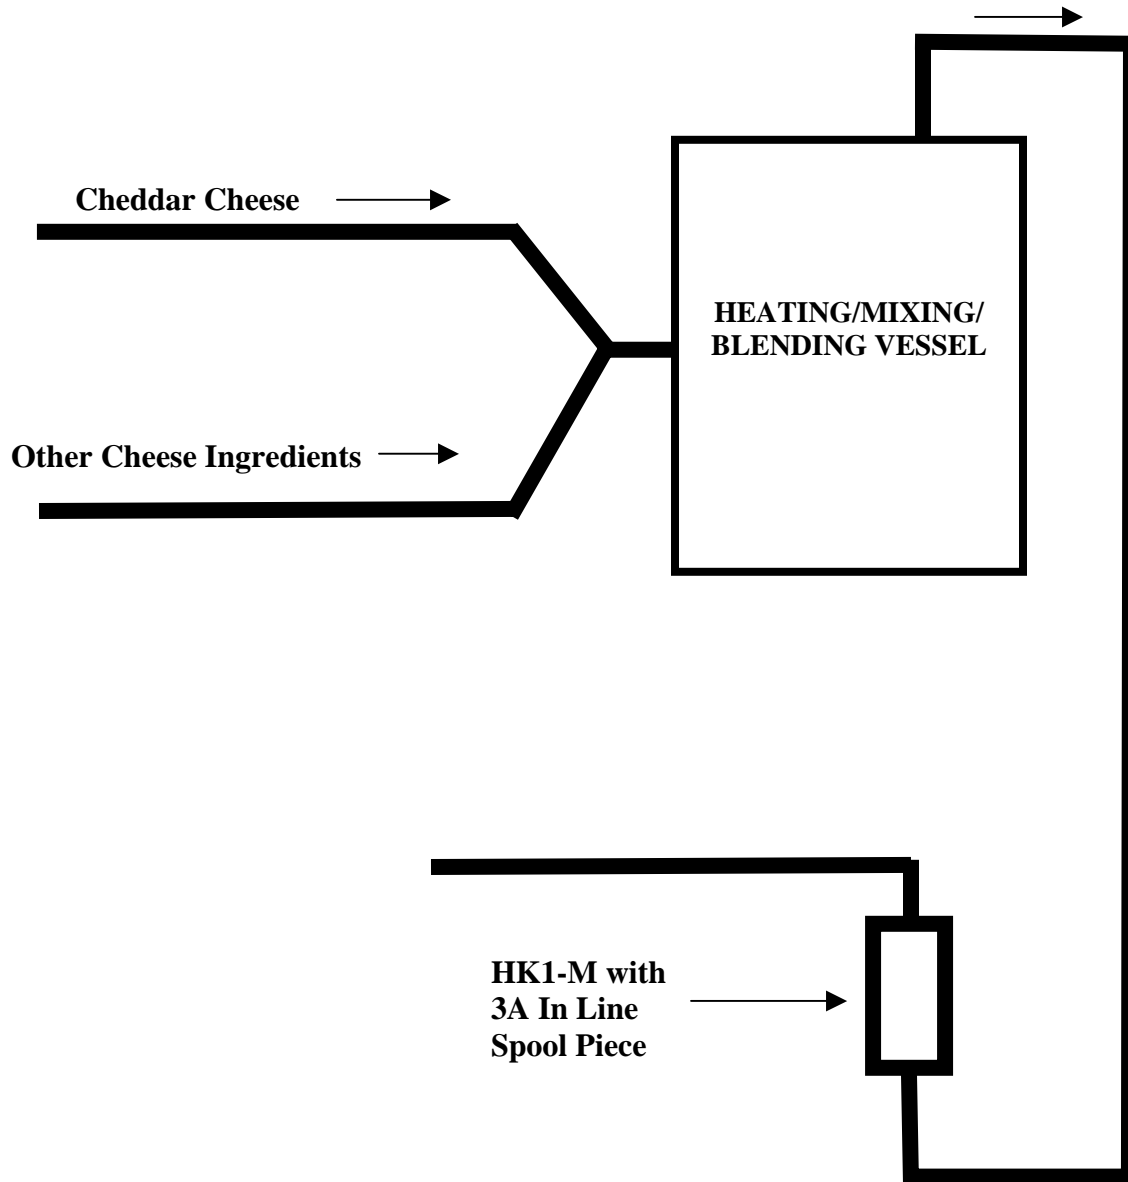 Cheddar Cheese
HEATING/MIXING/
BLENDING VESSEL
Other Cheese Ingredients
HK1-M with
3A In Line
Spool Piece